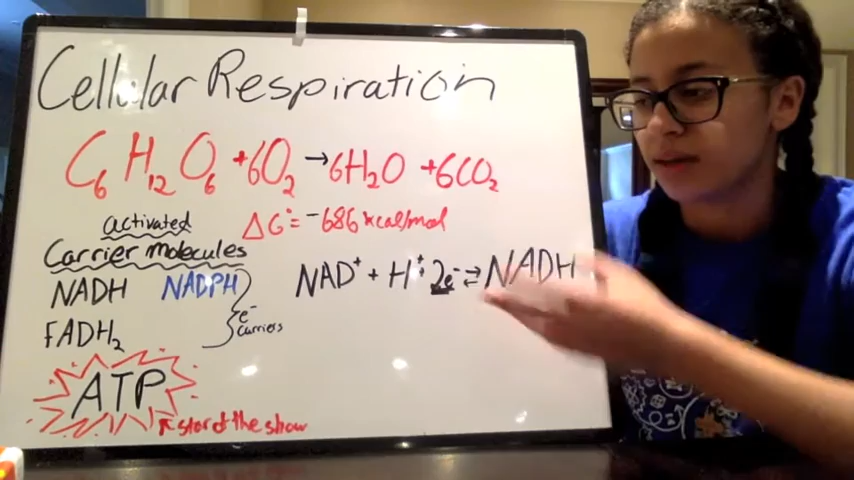 Cellular Respiration
C₆H₁₂O₆ +6O₂ → 6H₂O +6CO₂
ΔG°= -686 kcal/mol
activated
Carrier molecules
NADH NADPH
FADH₂
e⁻ carriers
NAD⁺ + H⁺ + 2e⁻ ⇌ NADH
ATP
star of the show